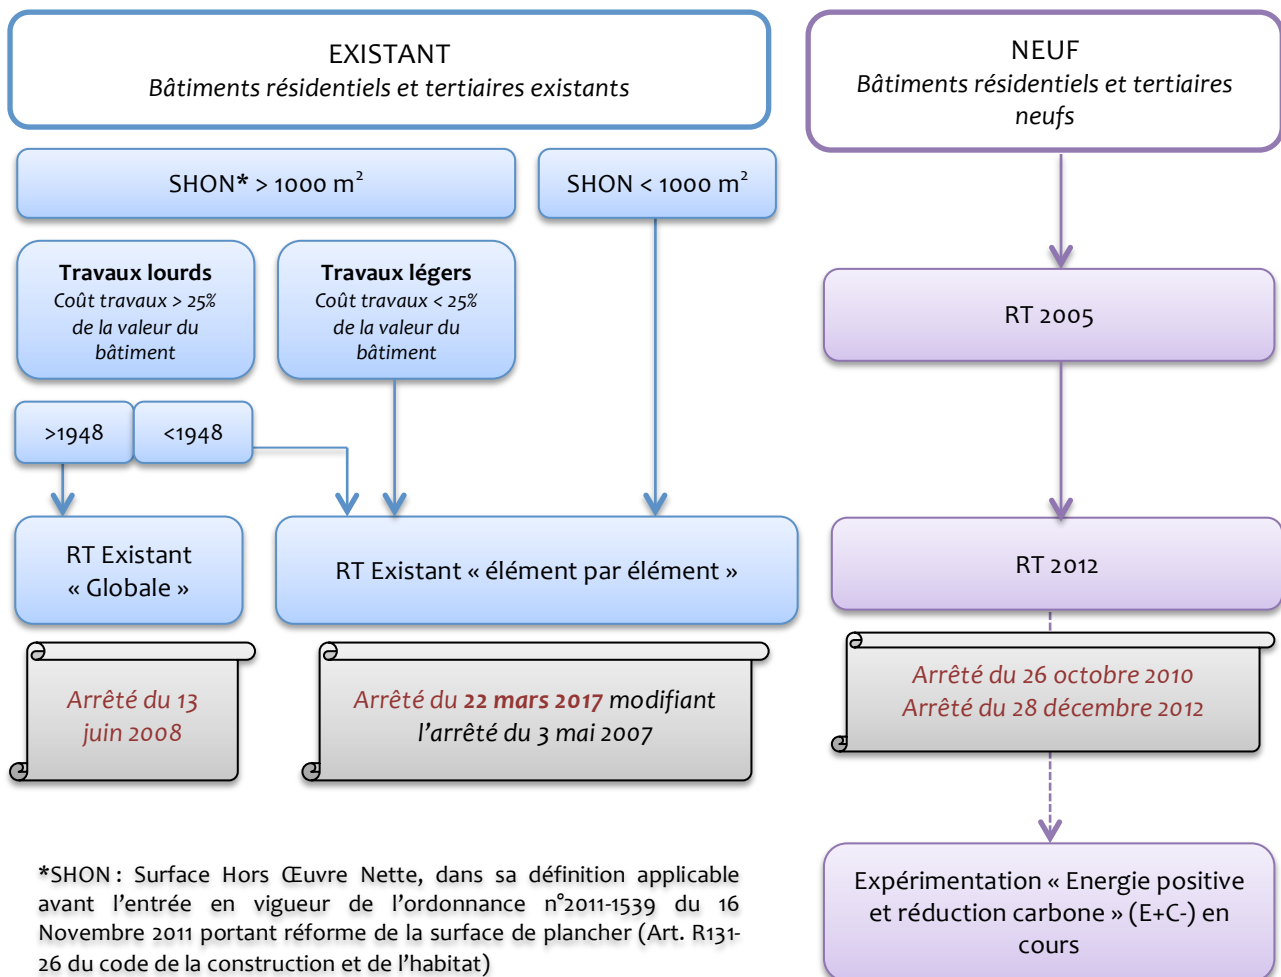 EXISTANT
Bâtiments résidentiels et tertiaires existants
SHON* > 1000 m²
SHON < 1000 m²
Travaux lourds
Coût travaux > 25%
de la valeur du
bâtiment
Travaux légers
Coût travaux < 25%
de la valeur du
bâtiment
>1948
<1948
RT Existant
« Globale »
RT Existant « élément par élément »
Arrêté du 13
juin 2008
Arrêté du 22 mars 2017 modifiant
l’arrêté du 3 mai 2007
*SHON : Surface Hors Œuvre Nette, dans sa définition applicable
avant l’entrée en vigueur de l’ordonnance n°2011-1539 du 16
Novembre 2011 portant réforme de la surface de plancher (Art. R131-
26 du code de la construction et de l’habitat)
NEUF
Bâtiments résidentiels et tertiaires
neufs
RT 2005
RT 2012
Arrêté du 26 octobre 2010
Arrêté du 28 décembre 2012
Expérimentation « Energie positive
et réduction carbone » (E+C-) en
cours